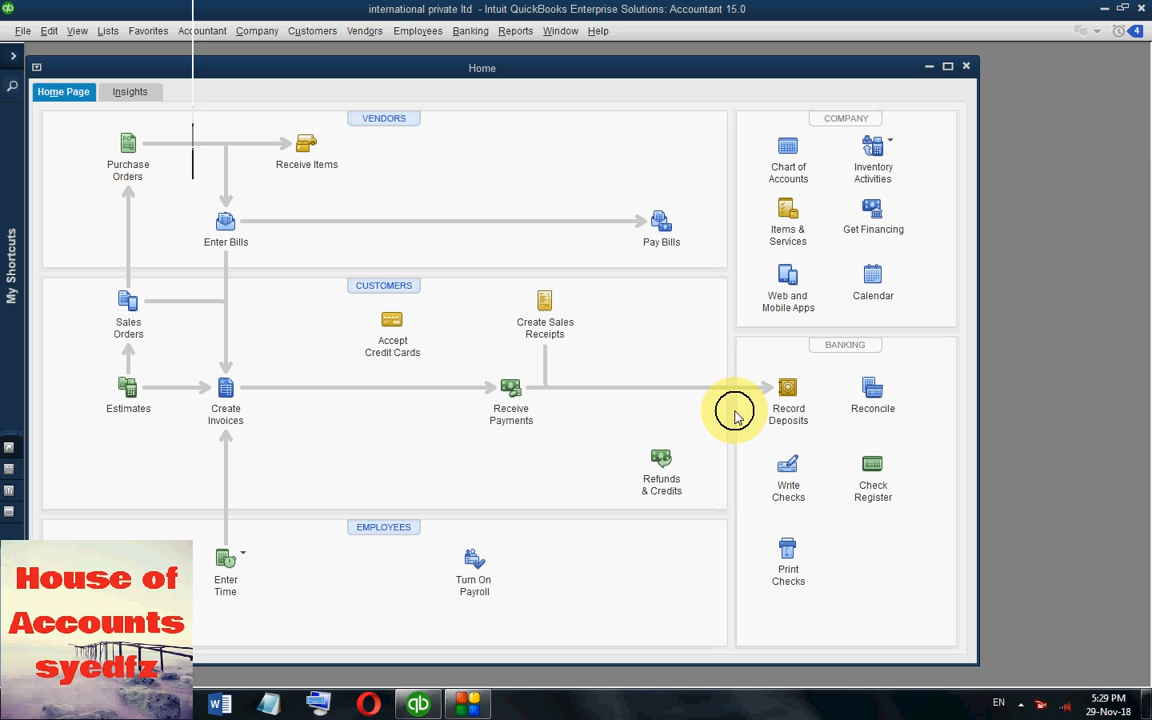 international private ltd - Intuit QuickBooks Enterprise Solutions: Accountant 15.0
File Edit View Lists Favorites Accountant Company Customers Vendors Employees Banking Reports Window Help
4
Home
Home Page Insights
My Shortcuts
VENDORS
Purchase
Orders
Receive Items
Enter Bills
Pay Bills
CUSTOMERS
Sales
Orders
Accept
Credit Cards
Create Sales
Receipts
Estimates
Create
Invoices
Receive
Payments
Refunds
& Credits
EMPLOYEES
Enter
Time
Turn On
Payroll
COMPANY
Chart of
Accounts
Inventory
Activities
Items &
Services
Get Financing
Web and
Mobile Apps
Calendar
BANKING
Record
Deposits
Reconcile
Write
Checks
Check
Register
Print
Checks
House of
Accounts
syedfz
EN
5:29 PM
29-Nov-18